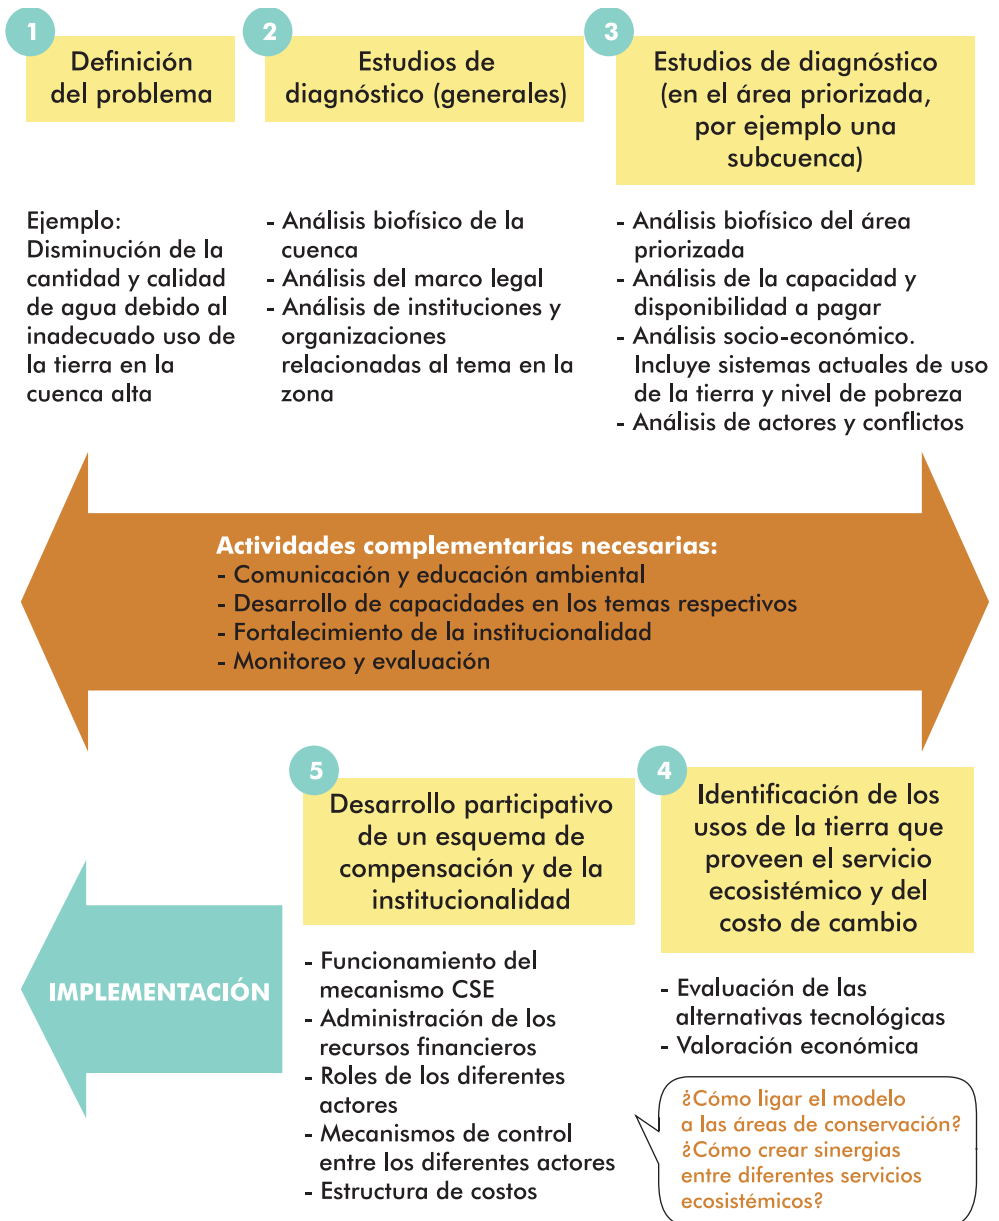 1
Definición
del problema
Ejemplo:
Disminución de la
cantidad y calidad
de agua debido al
inadecuado uso de
la tierra en la
cuenca alta
2
Estudios de
diagnóstico (generales)
- Análisis biofísico de la
cuenca
- Análisis del marco legal
- Análisis de instituciones y
organizaciones
relacionadas al tema en la
zona
3
Estudios de diagnóstico
(en el área priorizada,
por ejemplo una
subcuenca)
- Análisis biofísico del área
priorizada
- Análisis de la capacidad y
disponibilidad a pagar
- Análisis socio-económico.
Incluye sistemas actuales de uso
de la tierra y nivel de pobreza
- Análisis de actores y conflictos
Actividades complementarias necesarias:
- Comunicación y educación ambiental
- Desarrollo de capacidades en los temas respectivos
- Fortalecimiento de la institucionalidad
- Monitoreo y evaluación
4
Identificación de los
usos de la tierra que
proveen el servicio
ecosistémico y del
costo de cambio
- Evaluación de las
alternativas tecnológicas
- Valoración económica
¿Cómo ligar el modelo
a las áreas de conservación?
¿Cómo crear sinergias
entre diferentes servicios
ecosistémicos?
5
Desarrollo participativo
de un esquema de
compensación y de la
institucionalidad
- Funcionamiento del
mecanismo CSE
- Administración de los
recursos financieros
- Roles de los diferentes
actores
- Mecanismos de control
entre los diferentes actores
- Estructura de costos
IMPLEMENTACIÓN